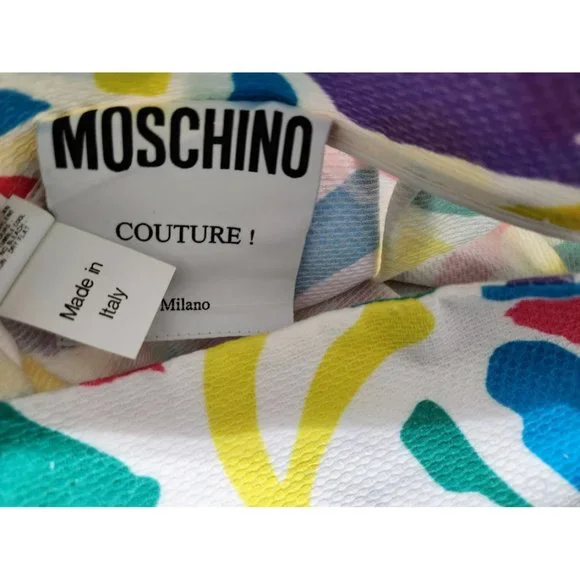 MOSCHINO
COUTURE !
Milano
Made in
Italy